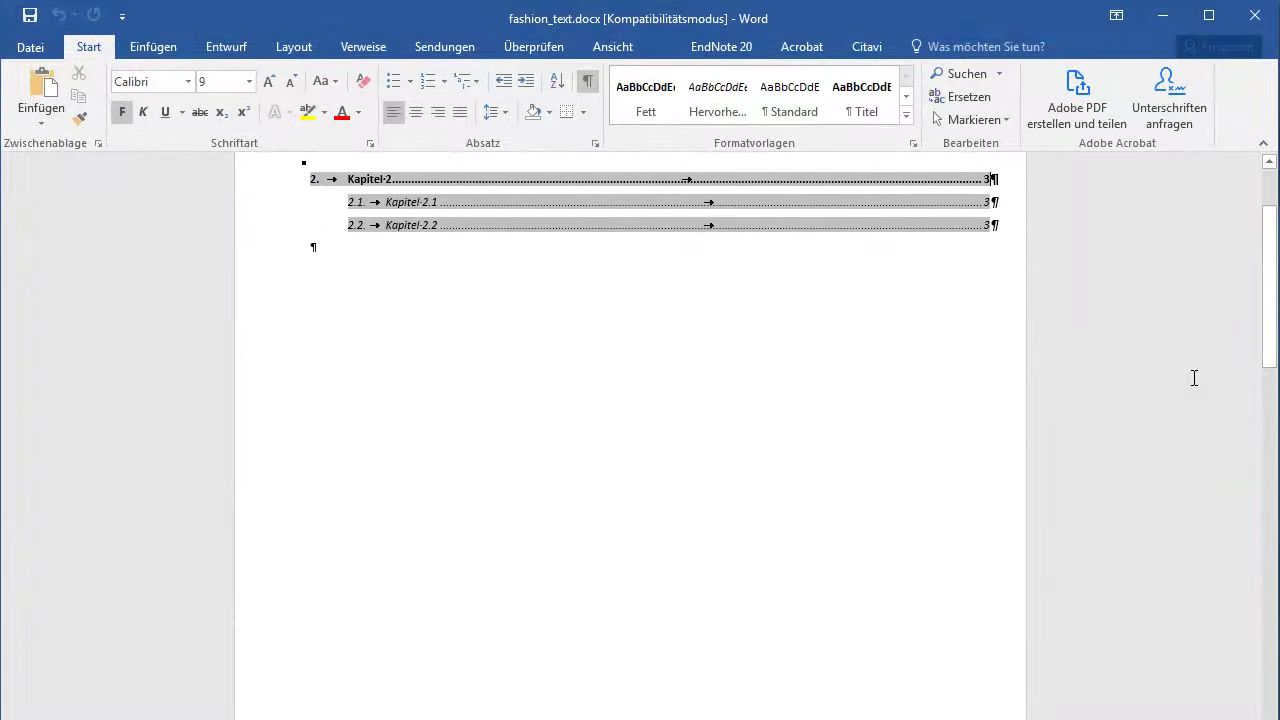 fashion_text.docx [Kompatibilitätsmodus] - Word
Datei Start Einfügen Entwurf Layout Verweise Sendungen Überprüfen Ansicht EndNote 20 Acrobat Citavi Was möchten Sie tun?
Calibri 9 Aa AaBbCcDdEe AaBbCcDdEe AaBbCcDdE AaBbCcDdE Suchen
Ersetzen
Einfügen F K U abc x₂ x² A ab A Fett Hervorhe... ¶ Standard ¶ Titel Markieren Adobe PDF erstellen und teilen Unterschriften anfragen
Zwischenablage Schriftart Absatz Formatvorlagen Bearbeiten Adobe Acrobat
2. → Kapitel·2 → 3¶
2.1. → Kapitel·2.1 → 3¶
2.2. → Kapitel·2.2 → 3¶
¶